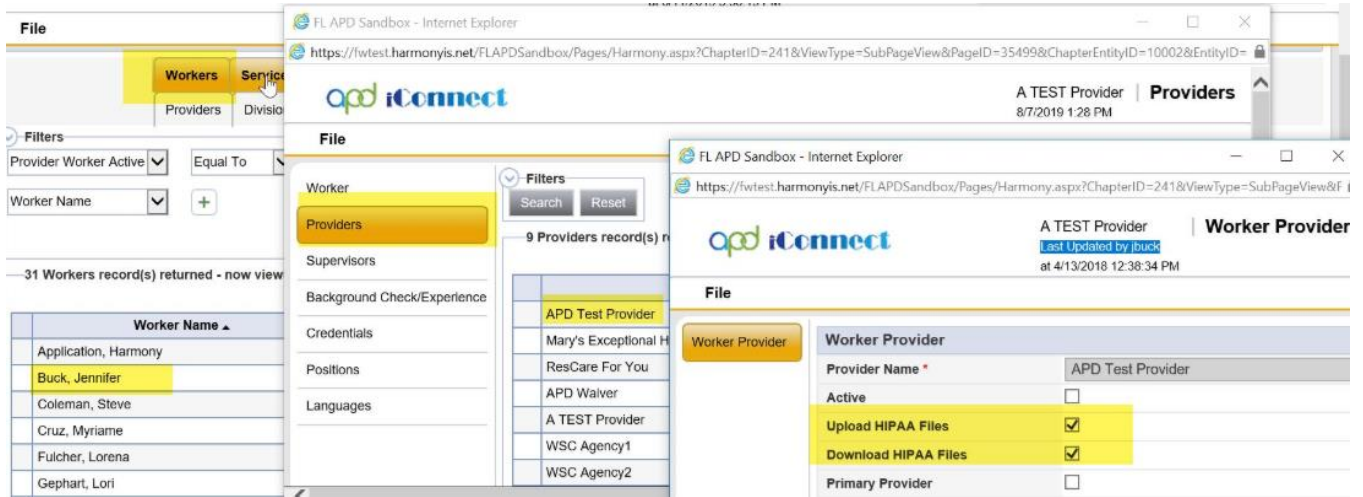 File
Workers Service
Providers Divisio
Filters
Provider Worker Active Equal To
Worker Name
31 Workers record(s) returned - now view
Worker Name
Application, Harmony
Buck, Jennifer
Coleman, Steve
Cruz, Myriame
Fulcher, Lorena
Gephart, Lori
FL APD Sandbox - Internet Explorer
https://fwtest.harmonyis.net/FLAPDSandbox/Pages/Harmony.aspx?ChapterID=241&ViewType=SubPageView&PageID=35499&ChapterEntityID=10002&EntityID=
apd iConnect
A TEST Provider Providers
8/7/2019 1:28 PM
File
Worker
Providers
Supervisors
Background Check/Experience
Credentials
Positions
Languages
Filters
Search Reset
9 Providers record(s) r
APD Test Provider
Mary's Exceptional H
ResCare For You
APD Waiver
A TEST Provider
WSC Agency1
WSC Agency2
FL APD Sandbox - Internet Explorer
https://fwtest.harmonyis.net/FLAPDSandbox/Pages/Harmony.aspx?ChapterID=241&ViewType=SubPageView&F
apd iConnect
A TEST Provider Worker Provider
Last Updated by jbuck
at 4/13/2018 12:38:34 PM
File
Worker Provider
Worker Provider
Provider Name * APD Test Provider
Active
Upload HIPAA Files
Download HIPAA Files
Primary Provider